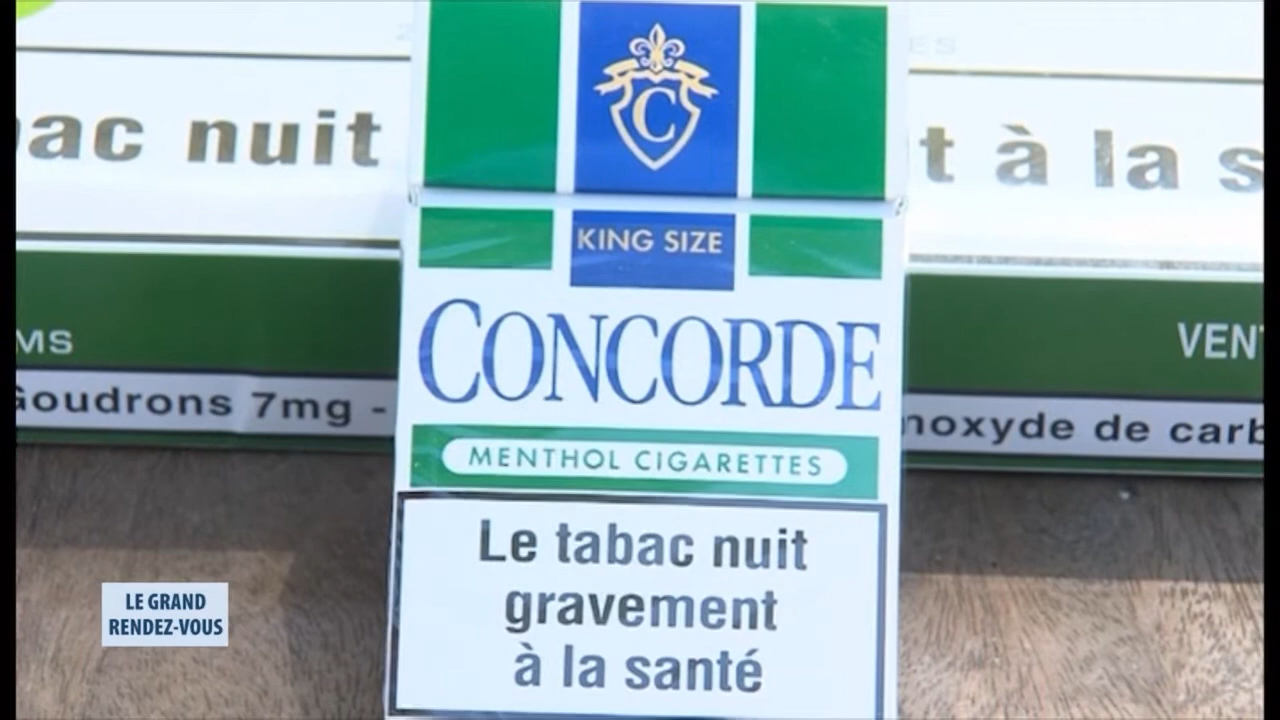 C
KING SIZE
CONCORDE
MENTHOL CIGARETTES
Le tabac nuit
gravement
à la santé
nuit
t à la s
MS
VENT
Goudrons 7mg -
noxyde de carb
LE GRAND
RENDEZ-VOUS